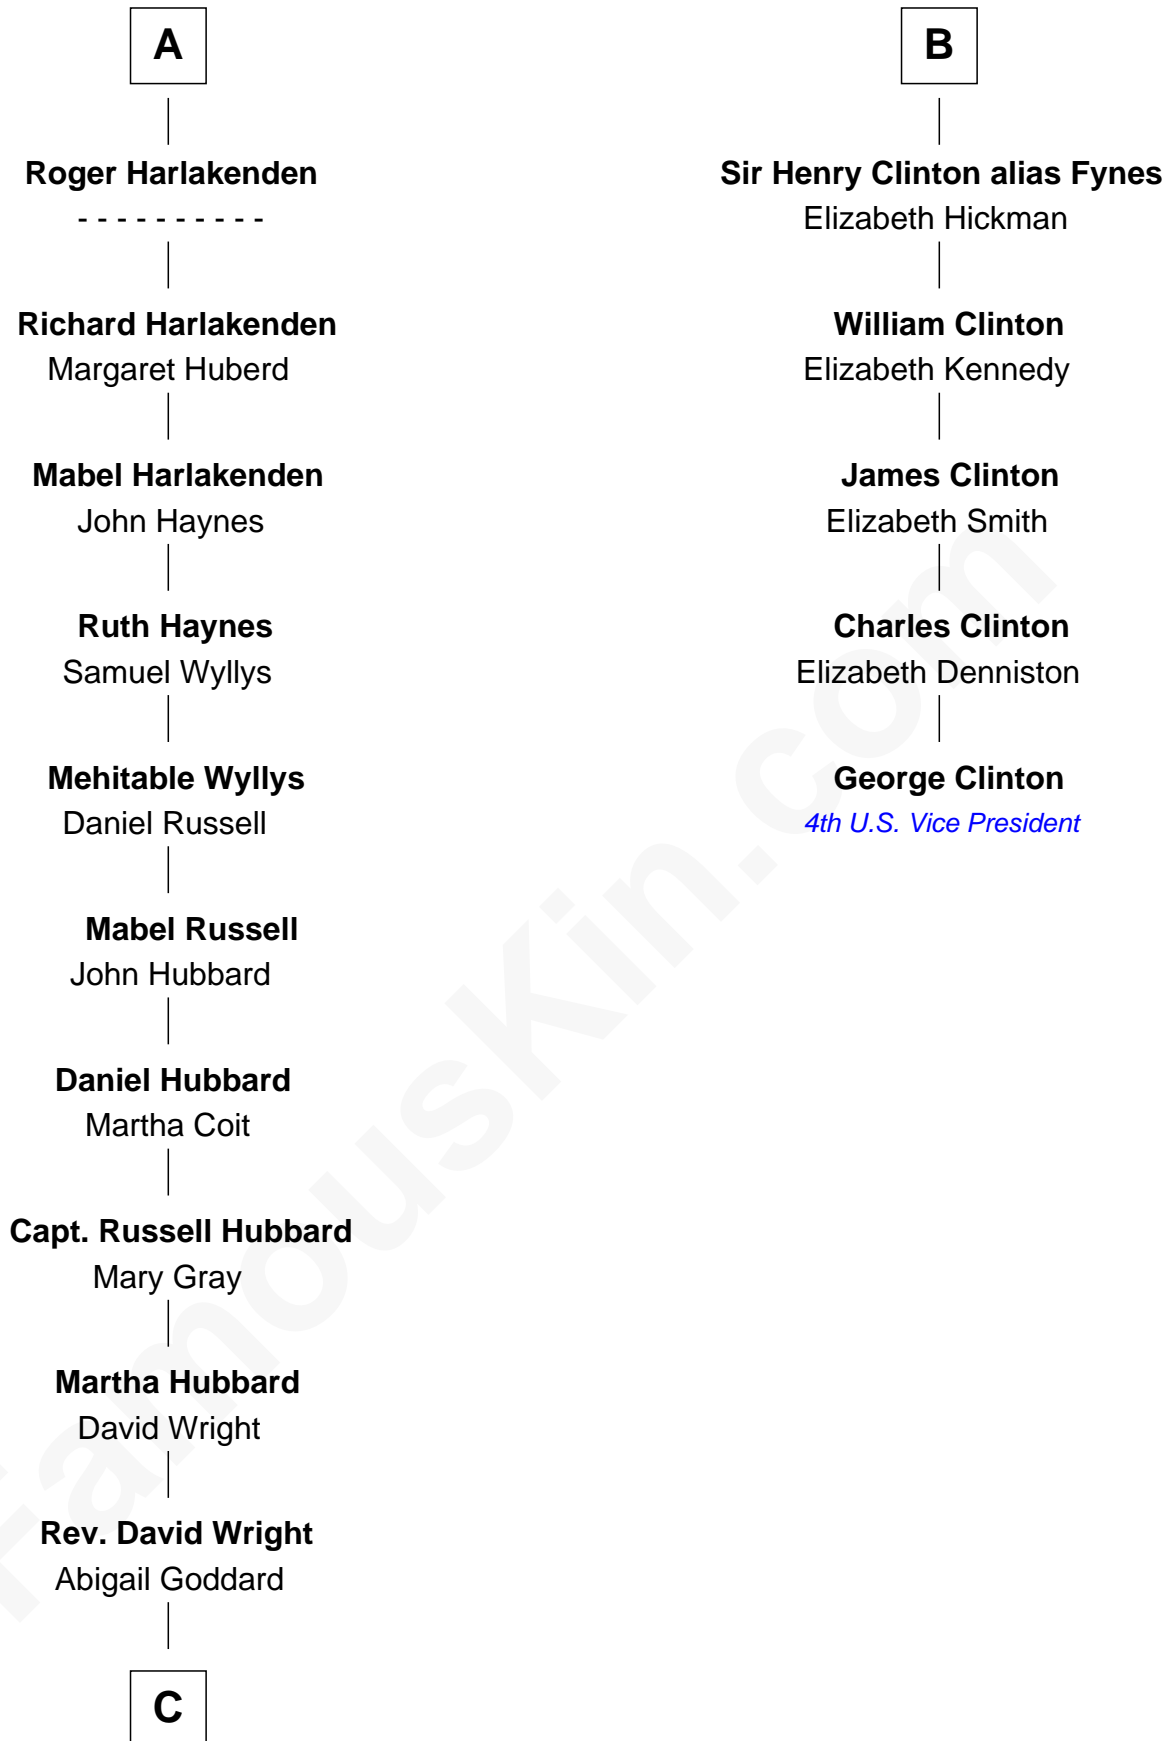 A
Roger Harlakenden
- - - - - - - - - -
Richard Harlakenden
Margaret Huberd
Mabel Harlakenden
John Haynes
Ruth Haynes
Samuel Wyllys
Mehitable Wyllys
Daniel Russell
Mabel Russell
John Hubbard
Daniel Hubbard
Martha Coit
Capt. Russell Hubbard
Mary Gray
Martha Hubbard
David Wright
Rev. David Wright
Abigail Goddard
C
B
Sir Henry Clinton alias Fynes
Elizabeth Hickman
William Clinton
Elizabeth Kennedy
James Clinton
Elizabeth Smith
Charles Clinton
Elizabeth Denniston
George Clinton
4th U.S. Vice President
FamousKin.com